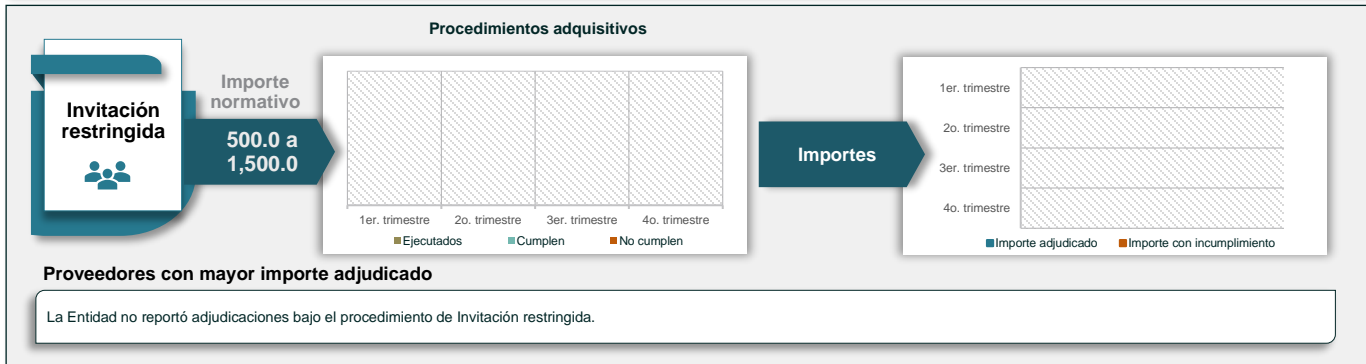 Procedimientos adquisitivos
Invitación
restringida
Importe
normativo
500.0 a
1,500.0
1er. trimestre 2o. trimestre 3er. trimestre 4o. trimestre
Ejecutados Cumplen No cumplen
Importes
1er. trimestre
2o. trimestre
3er. trimestre
4o. trimestre
Importe adjudicado Importe con incumplimiento
Proveedores con mayor importe adjudicado
La Entidad no reportó adjudicaciones bajo el procedimiento de Invitación restringida.